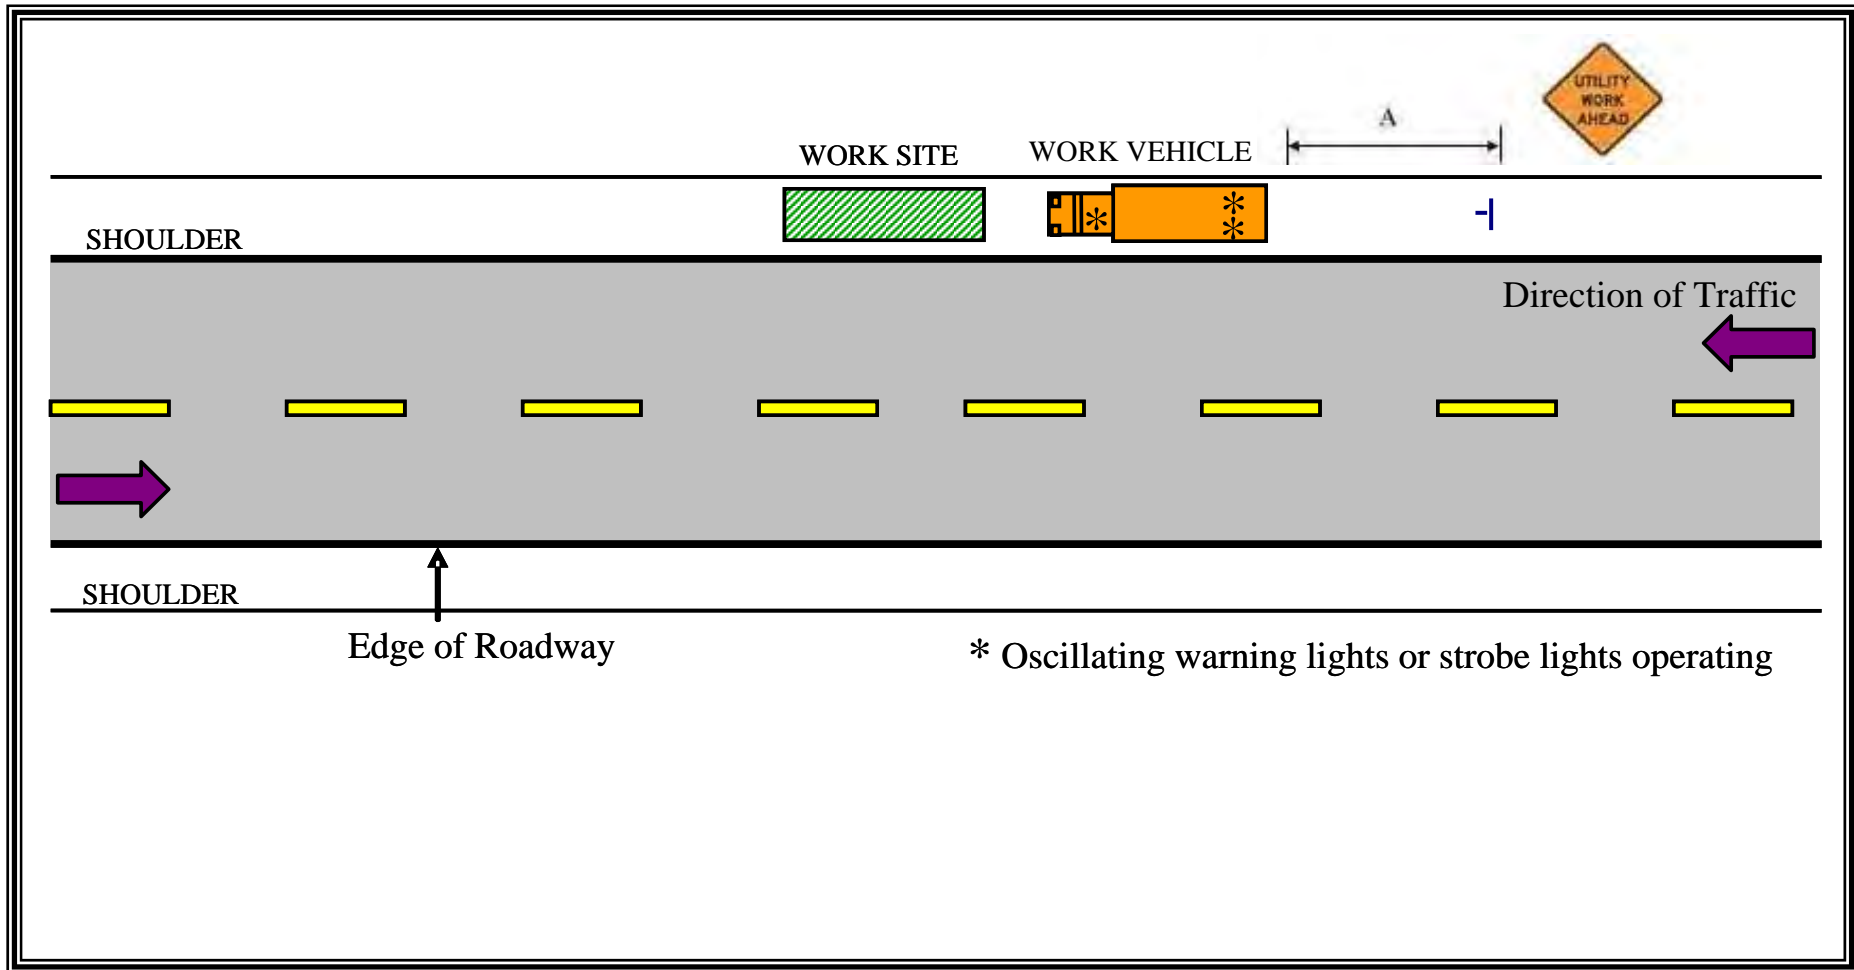 UTILITY
WORK
AHEAD
A
WORK SITE
WORK VEHICLE
* 
*
*
SHOULDER
Direction of Traffic
SHOULDER
Edge of Roadway
* Oscillating warning lights or strobe lights operating